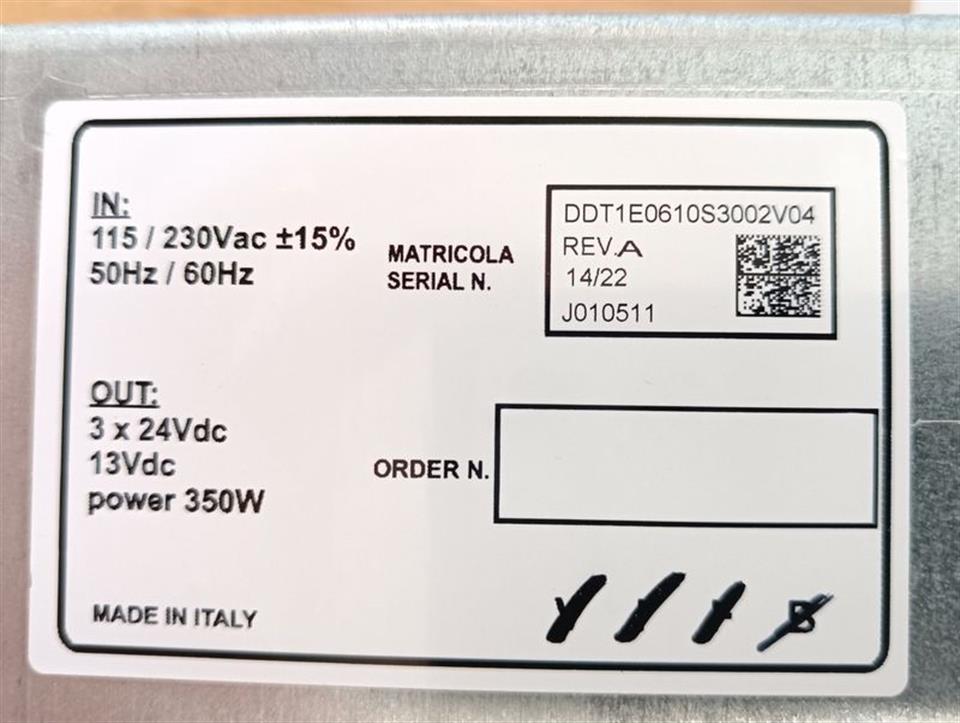 IN:
115 / 230Vac ±15%
50Hz / 60Hz
MATRICOLA
SERIAL N.
DDT1E0610S3002V04
REV.A
14/22
J010511
OUT:
3 x 24Vdc
13Vdc
power 350W
ORDER N.
MADE IN ITALY